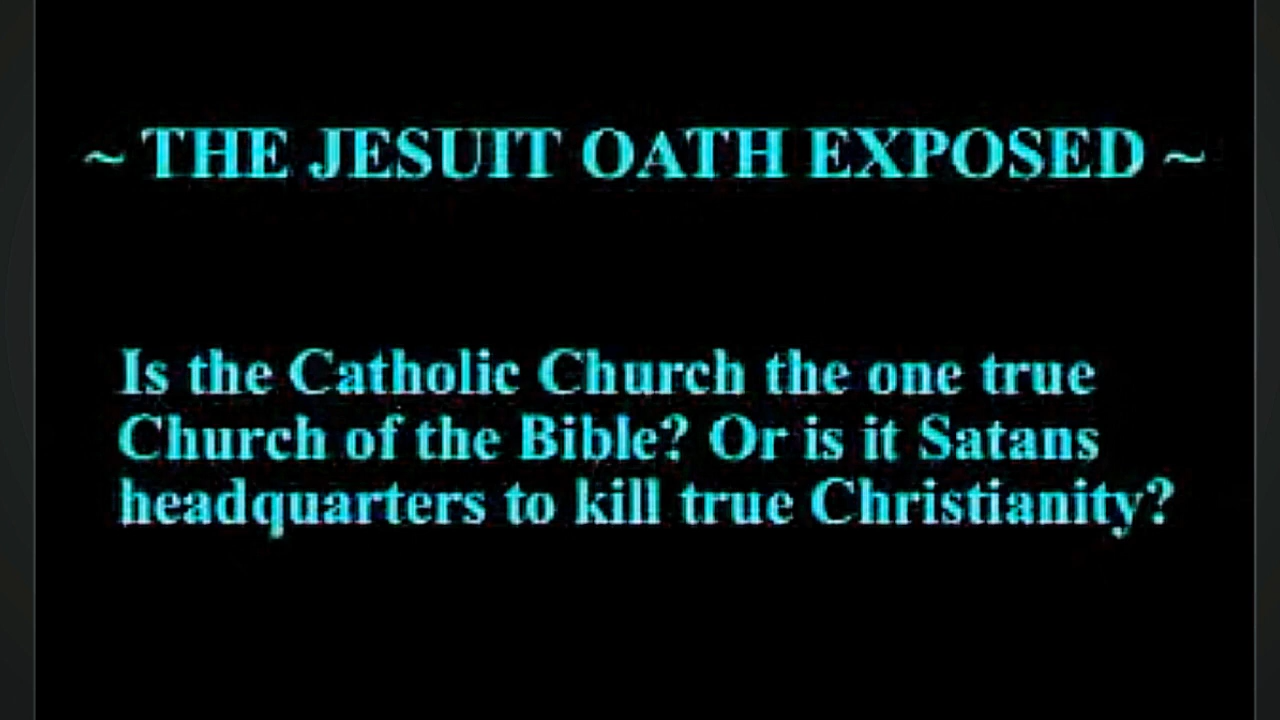 ~ THE JESUIT OATH EXPOSED ~
Is the Catholic Church the one true
Church of the Bible? Or is it Satans
headquarters to kill true Christianity?